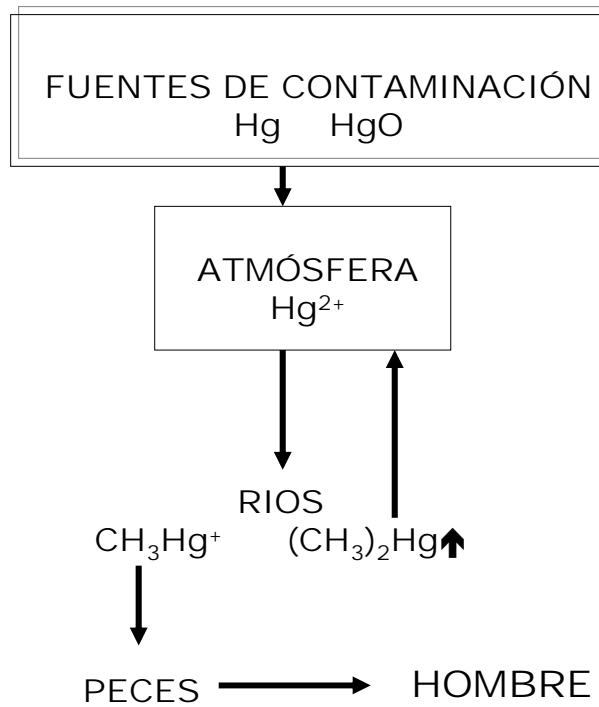 FUENTES DE CONTAMINACIÓN
Hg HgO
ATMÓSFERA
Hg²⁺
RIOS
CH₃Hg⁺ (CH₃)₂Hg🡅
PECES HOMBRE